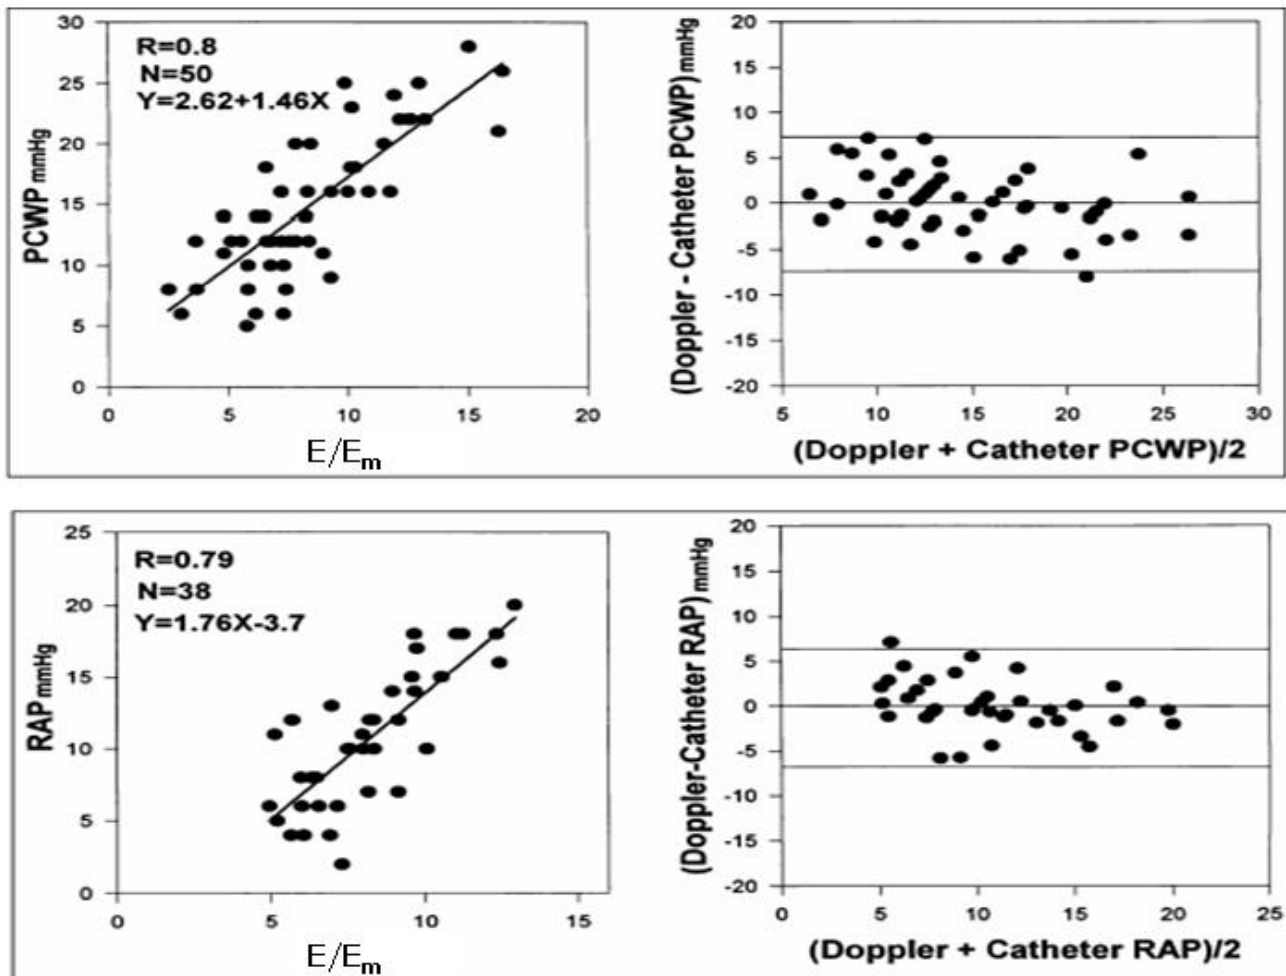 PCWP mmHg
30
25
20
15
10
5
0
R=0.8
N=50
Y=2.62+1.46X
0 5 10 15 20
E/Em
(Doppler - Catheter PCWP) mmHg
20
15
10
5
0
-5
-10
-15
-20
5 10 15 20 25 30
(Doppler + Catheter PCWP)/2
RAP mmHg
25
20
15
10
5
0
R=0.79
N=38
Y=1.76X-3.7
0 5 10 15
E/Em
(Doppler-Catheter RAP) mmHg
20
15
10
5
0
-5
-10
-15
-20
0 5 10 15 20 25
(Doppler + Catheter RAP)/2